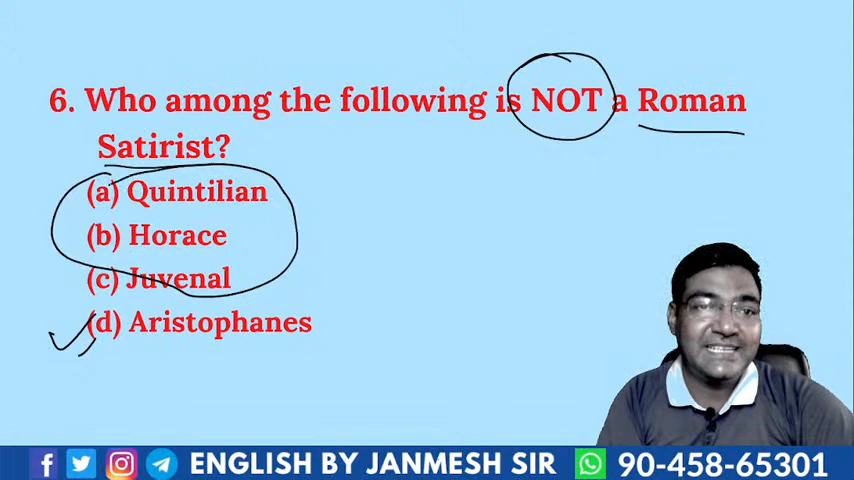 6. Who among the following is NOT a Roman
Satirist?
(a) Quintilian
(b) Horace
(c) Juvenal
(d) Aristophanes
ENGLISH BY JANMESH SIR 90-458-65301